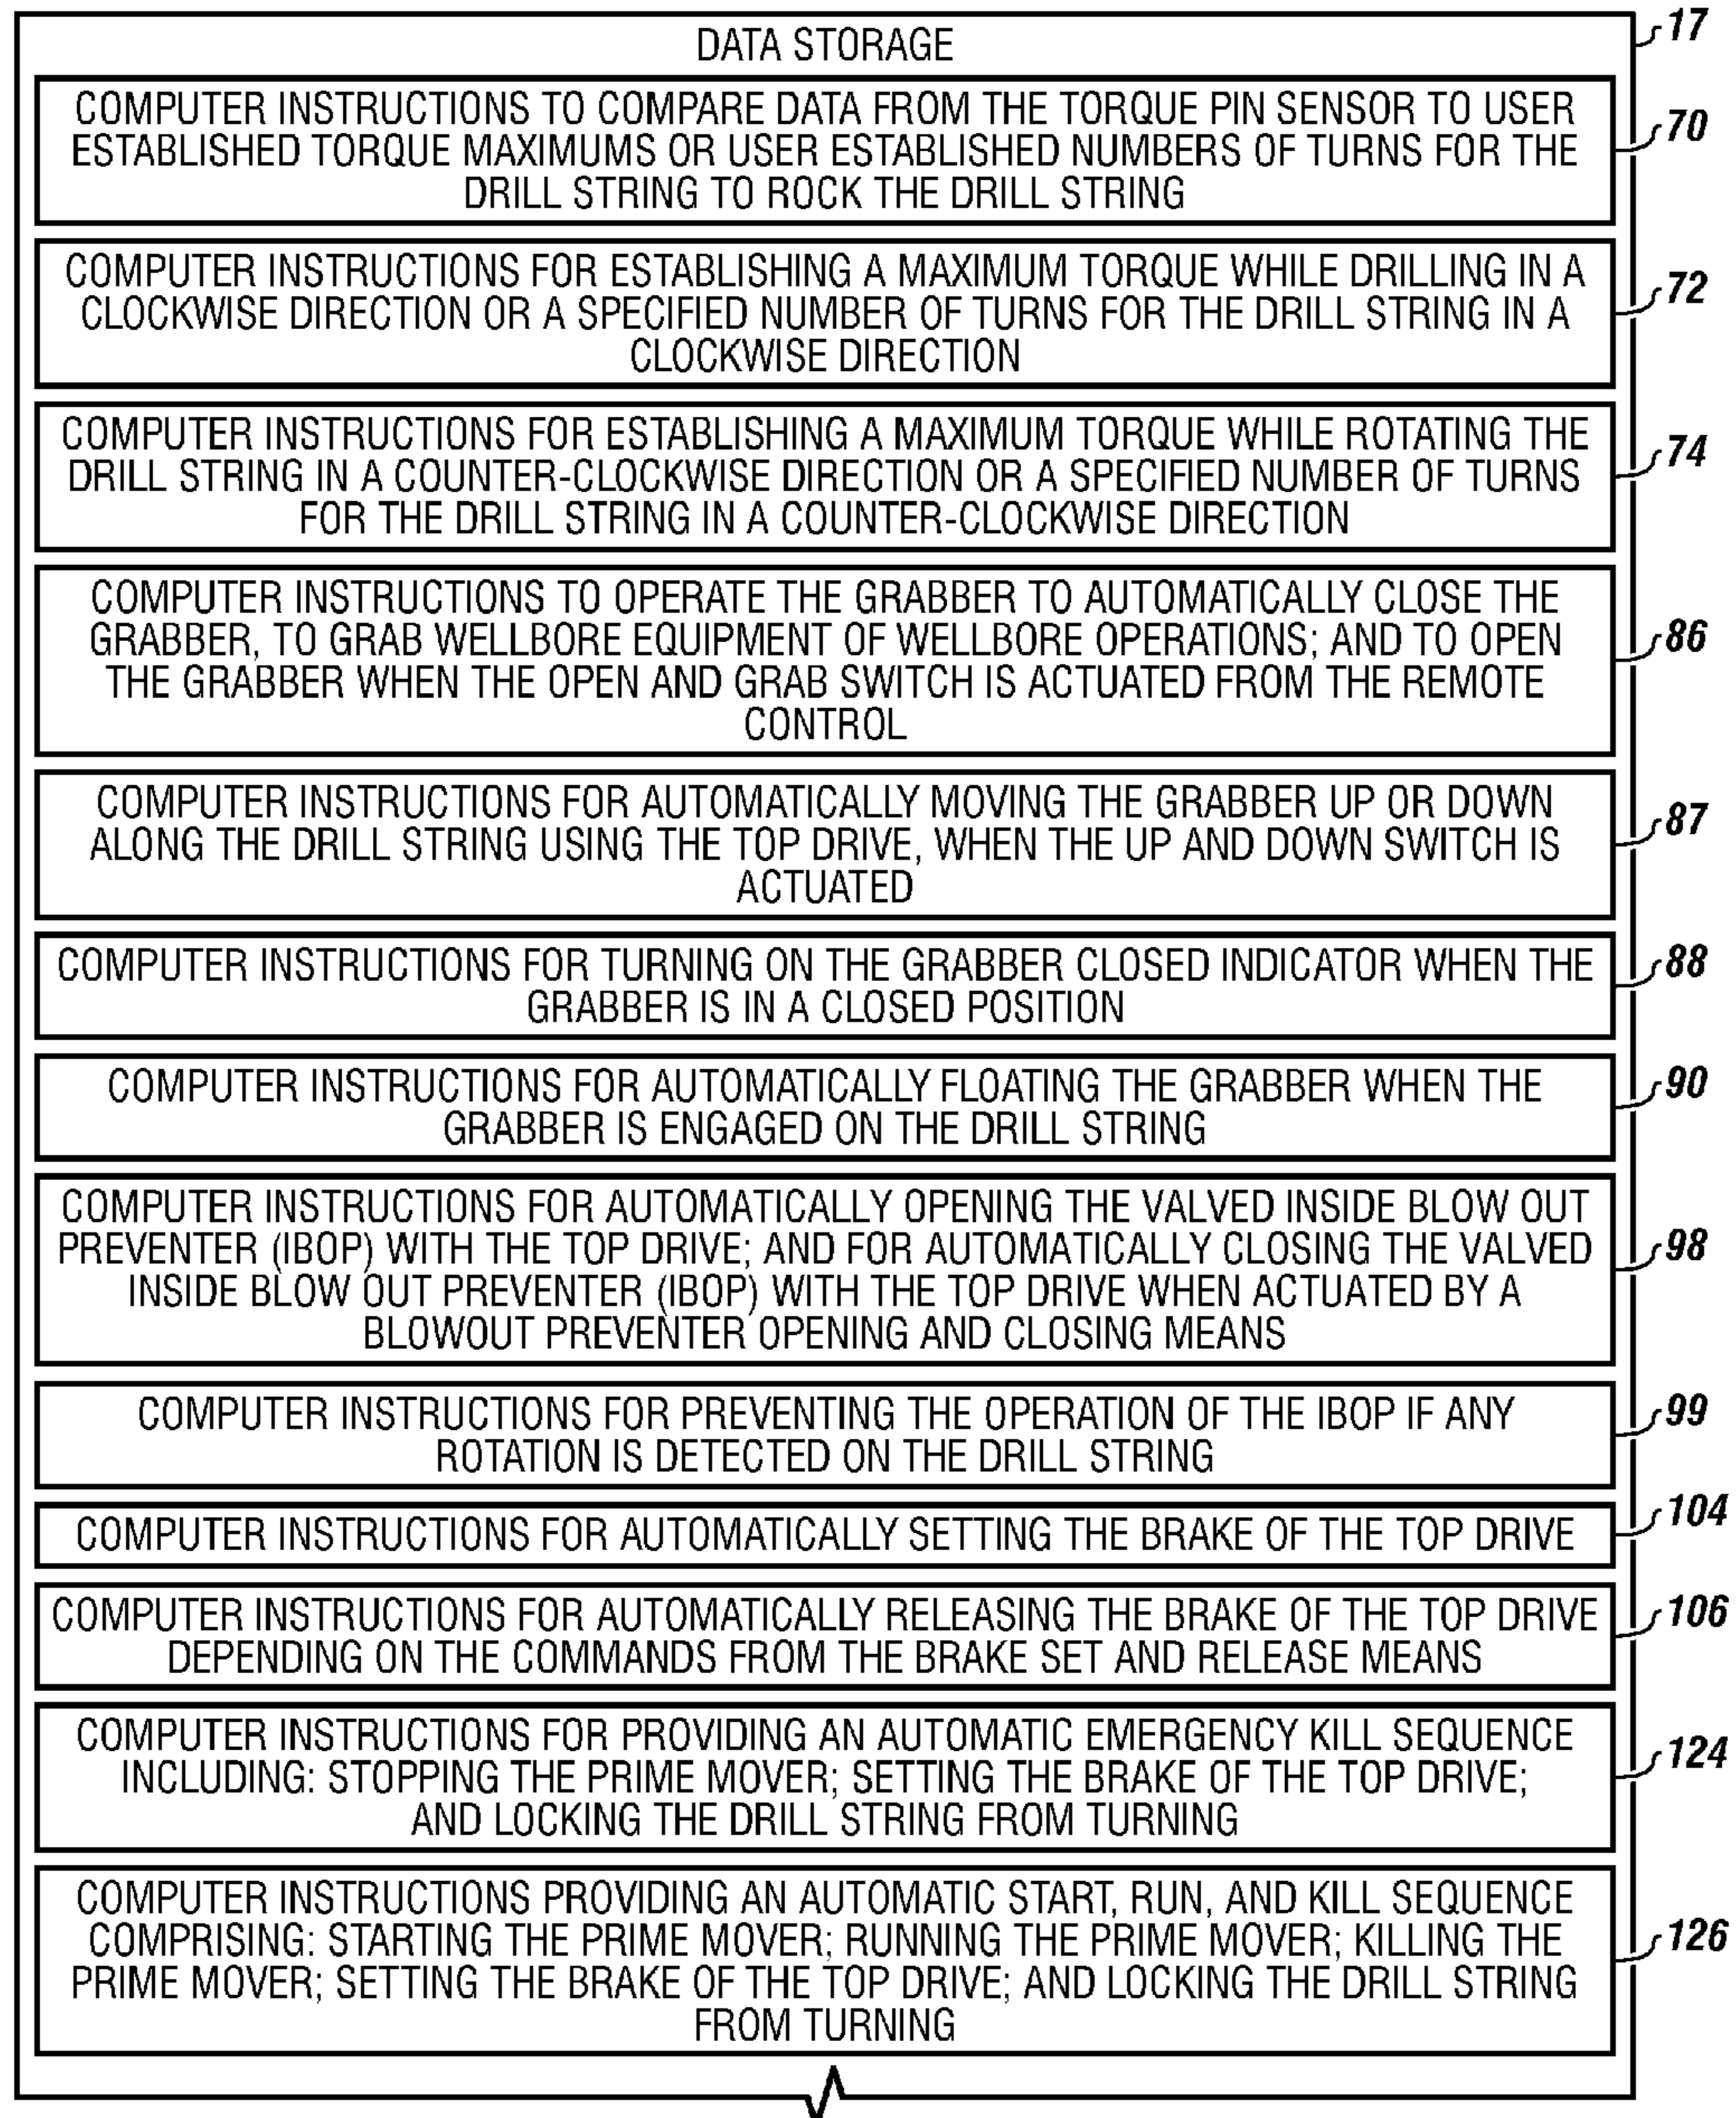 DATA STORAGE
17
COMPUTER INSTRUCTIONS TO COMPARE DATA FROM THE TORQUE PIN SENSOR TO USER
ESTABLISHED TORQUE MAXIMUMS OR USER ESTABLISHED NUMBERS OF TURNS FOR THE
DRILL STRING TO ROCK THE DRILL STRING
70
COMPUTER INSTRUCTIONS FOR ESTABLISHING A MAXIMUM TORQUE WHILE DRILLING IN A
CLOCKWISE DIRECTION OR A SPECIFIED NUMBER OF TURNS FOR THE DRILL STRING IN A
CLOCKWISE DIRECTION
72
COMPUTER INSTRUCTIONS FOR ESTABLISHING A MAXIMUM TORQUE WHILE ROTATING THE
DRILL STRING IN A COUNTER-CLOCKWISE DIRECTION OR A SPECIFIED NUMBER OF TURNS
FOR THE DRILL STRING IN A COUNTER-CLOCKWISE DIRECTION
74
COMPUTER INSTRUCTIONS TO OPERATE THE GRABBER TO AUTOMATICALLY CLOSE THE
GRABBER, TO GRAB WELLBORE EQUIPMENT OF WELLBORE OPERATIONS; AND TO OPEN
THE GRABBER WHEN THE OPEN AND GRAB SWITCH IS ACTUATED FROM THE REMOTE
CONTROL
86
COMPUTER INSTRUCTIONS FOR AUTOMATICALLY MOVING THE GRABBER UP OR DOWN
ALONG THE DRILL STRING USING THE TOP DRIVE, WHEN THE UP AND DOWN SWITCH IS
ACTUATED
87
COMPUTER INSTRUCTIONS FOR TURNING ON THE GRABBER CLOSED INDICATOR WHEN THE
GRABBER IS IN A CLOSED POSITION
88
COMPUTER INSTRUCTIONS FOR AUTOMATICALLY FLOATING THE GRABBER WHEN THE
GRABBER IS ENGAGED ON THE DRILL STRING
90
COMPUTER INSTRUCTIONS FOR AUTOMATICALLY OPENING THE VALVED INSIDE BLOW OUT
PREVENTER (IBOP) WITH THE TOP DRIVE; AND FOR AUTOMATICALLY CLOSING THE VALVED
INSIDE BLOW OUT PREVENTER (IBOP) WITH THE TOP DRIVE WHEN ACTUATED BY A
BLOWOUT PREVENTER OPENING AND CLOSING MEANS
98
COMPUTER INSTRUCTIONS FOR PREVENTING THE OPERATION OF THE IBOP IF ANY
ROTATION IS DETECTED ON THE DRILL STRING
99
COMPUTER INSTRUCTIONS FOR AUTOMATICALLY SETTING THE BRAKE OF THE TOP DRIVE
104
COMPUTER INSTRUCTIONS FOR AUTOMATICALLY RELEASING THE BRAKE OF THE TOP DRIVE
DEPENDING ON THE COMMANDS FROM THE BRAKE SET AND RELEASE MEANS
106
COMPUTER INSTRUCTIONS FOR PROVIDING AN AUTOMATIC EMERGENCY KILL SEQUENCE
INCLUDING: STOPPING THE PRIME MOVER; SETTING THE BRAKE OF THE TOP DRIVE;
AND LOCKING THE DRILL STRING FROM TURNING
124
COMPUTER INSTRUCTIONS PROVIDING AN AUTOMATIC START, RUN, AND KILL SEQUENCE
COMPRISING: STARTING THE PRIME MOVER; RUNNING THE PRIME MOVER; KILLING THE
PRIME MOVER; SETTING THE BRAKE OF THE TOP DRIVE; AND LOCKING THE DRILL STRING
FROM TURNING
126